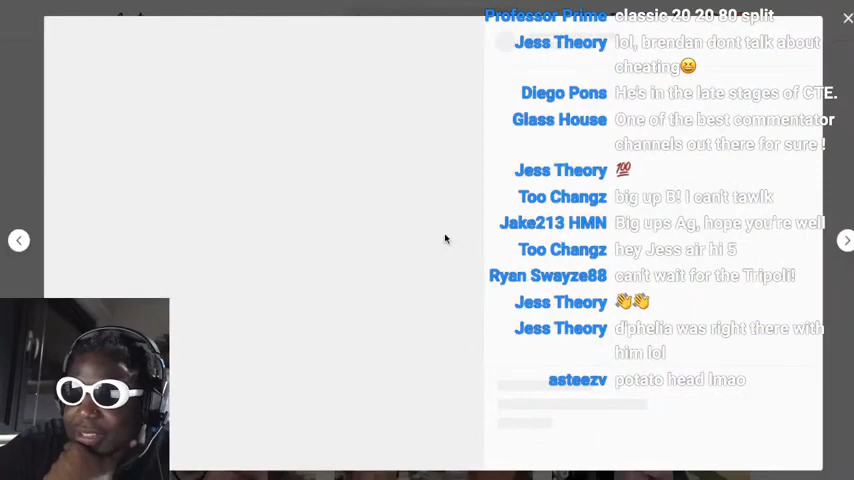 Professor Prime classic 20 20 80 split
Jess Theory lol, brendan dont talk about
cheating😆
Diego Pons He's in the late stages of CTE.
Glass House One of the best commentator
channels out there for sure !
Jess Theory 💯
Too Changz big up B! I can't tawlk
Jake213 HMN Big ups Ag, hope you're well
Too Changz hey Jess air hi 5
Ryan Swayze88 can't wait for the Tripoli!
Jess Theory 👋👋
Jess Theory d'phelia was right there with
him lol
asteezv potato head lmao